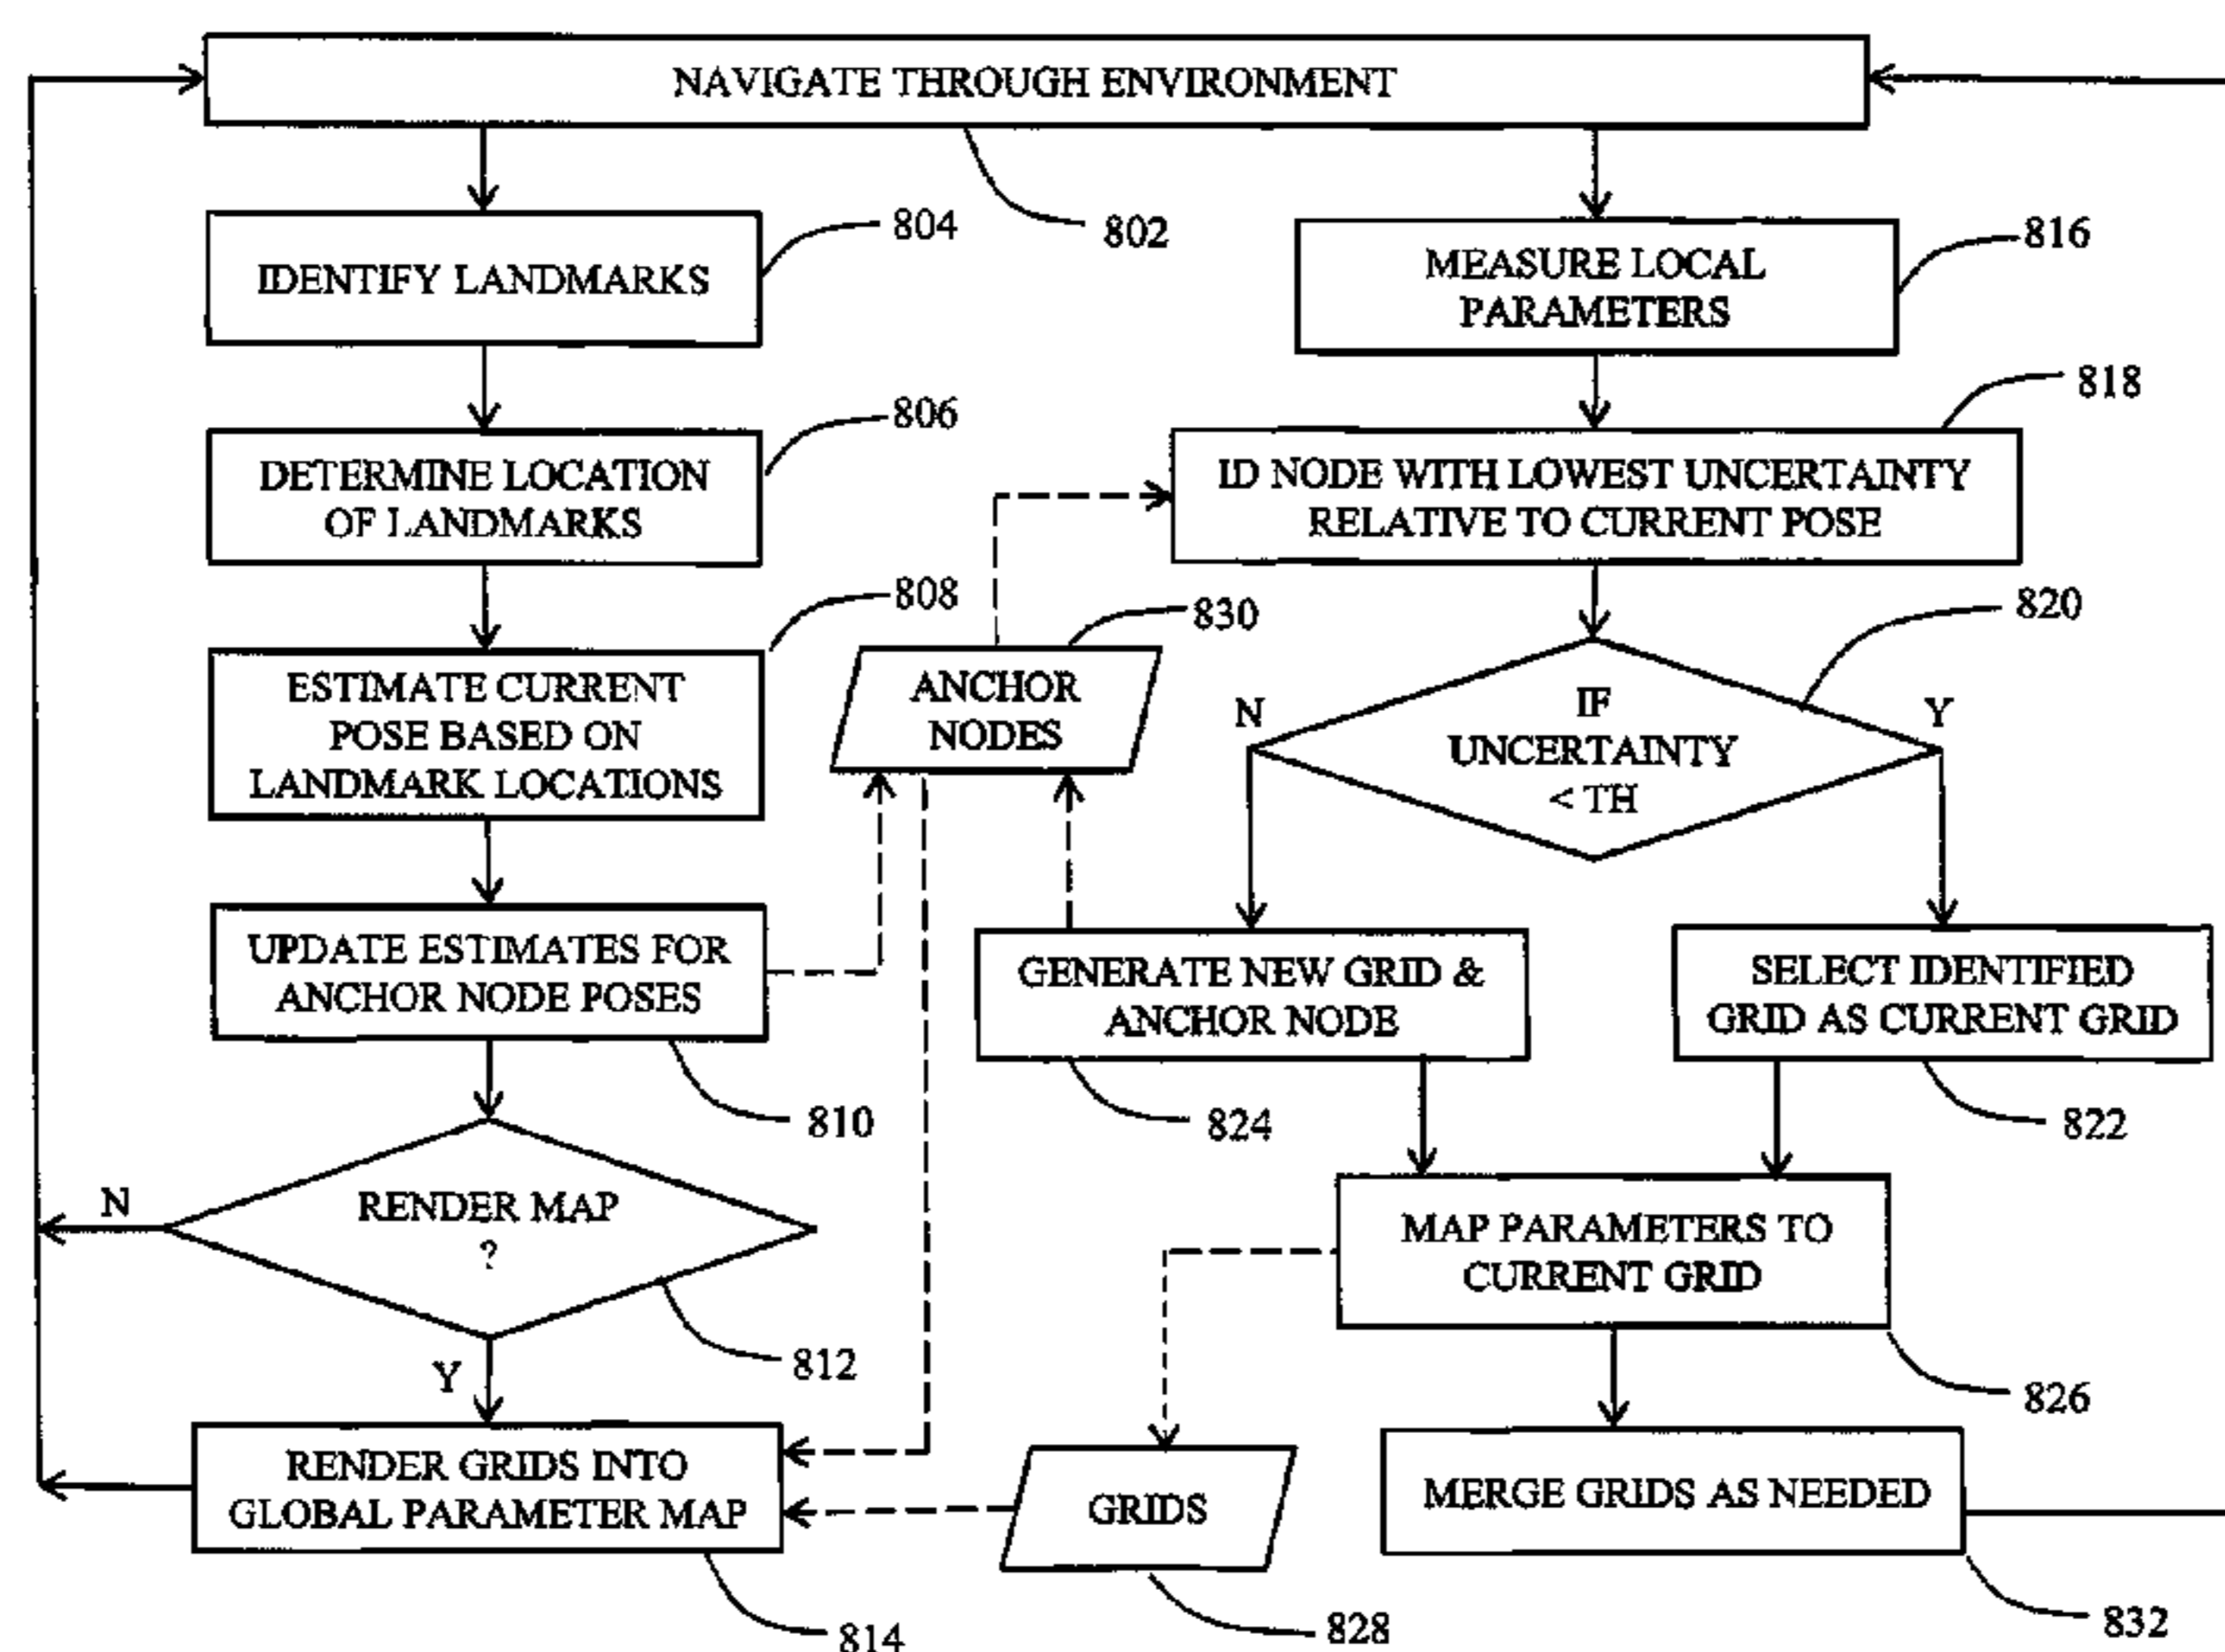 NAVIGATE THROUGH ENVIRONMENT
802
IDENTIFY LANDMARKS
804
DETERMINE LOCATION
OF LANDMARKS
806
ESTIMATE CURRENT
POSE BASED ON
LANDMARK LOCATIONS
808
UPDATE ESTIMATES FOR
ANCHOR NODE POSES
810
RENDER MAP
?
N
Y
812
RENDER GRIDS INTO
GLOBAL PARAMETER MAP
814
ANCHOR
NODES
830
MEASURE LOCAL
PARAMETERS
816
ID NODE WITH LOWEST UNCERTAINTY
RELATIVE TO CURRENT POSE
818
IF
UNCERTAINTY
< TH
N
Y
820
GENERATE NEW GRID &
ANCHOR NODE
824
SELECT IDENTIFIED
GRID AS CURRENT GRID
822
MAP PARAMETERS TO
CURRENT GRID
826
GRIDS
828
MERGE GRIDS AS NEEDED
832